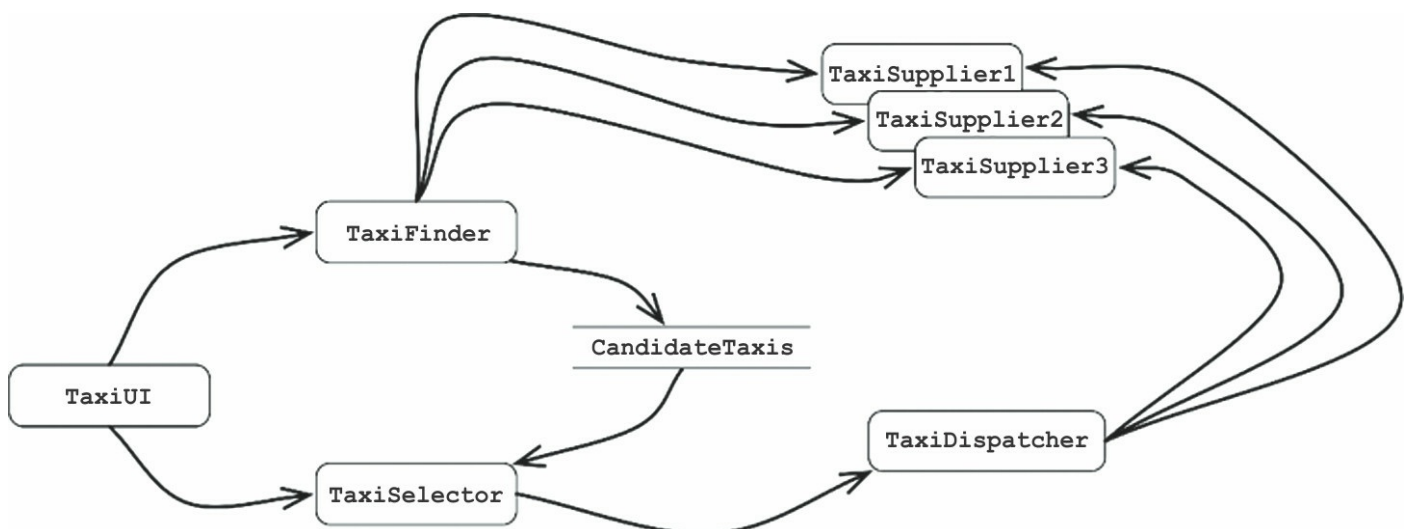 TaxiSupplier1
TaxiSupplier2
TaxiSupplier3
TaxiFinder
CandidateTaxis
TaxiUI
TaxiDispatcher
TaxiSelector